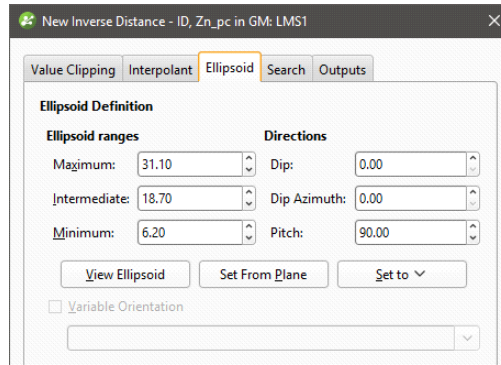 New Inverse Distance - ID, Zn_pc in GM: LMS1
Value Clipping Interpolant Ellipsoid Search Outputs
Ellipsoid Definition
Ellipsoid ranges Directions
Maximum: 31.10 Dip: 0.00
Intermediate: 18.70 Dip Azimuth: 0.00
Minimum: 6.20 Pitch: 90.00
View Ellipsoid Set From Plane Set to
Variable Orientation